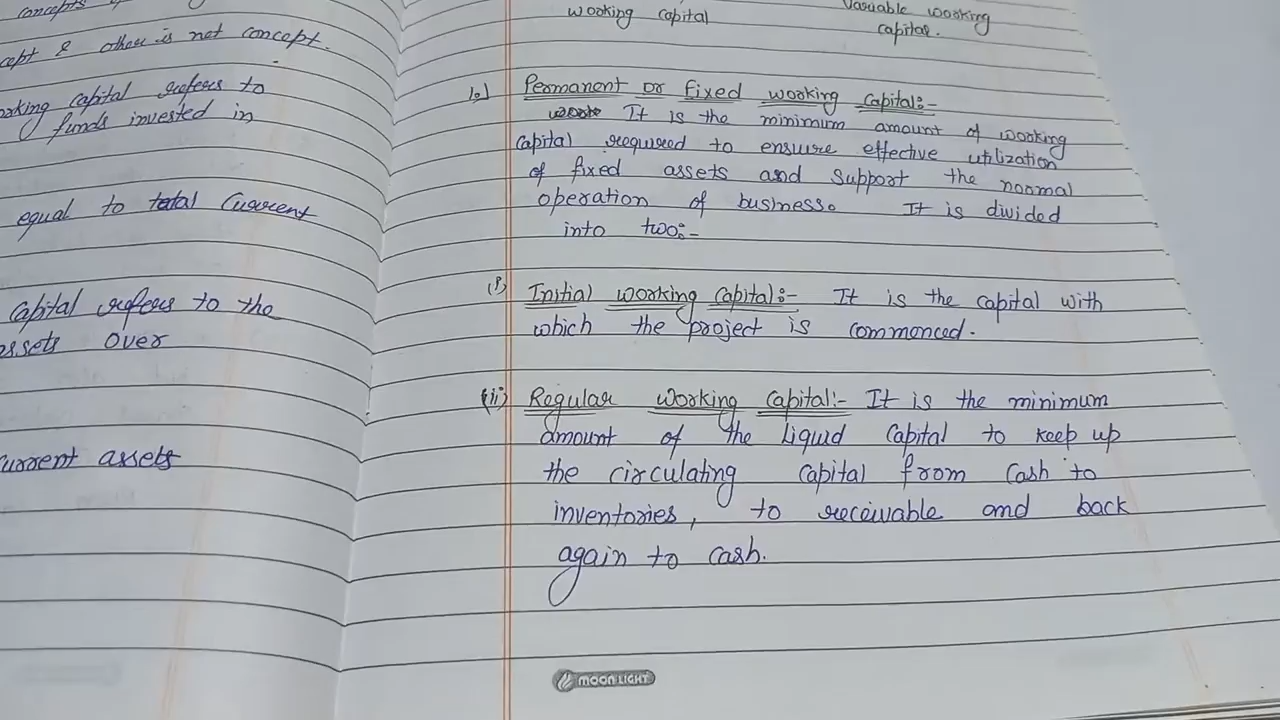 concepts
cept & other is not concept.
orking capital refers to
funds invested in
equal to total Current
Capital refers to the
assets over
current assets
working capital
Variable working
capital.
1.) Permanent or fixed working capital:-
It is the minimum amount of working
capital required to ensure effective utilization
of fixed assets and support the normal
operation of business. It is divided
into two:-
(i) Initial working capital:- It is the capital with
which the project is commenced.
(ii) Regular working capital:- It is the minimum
amount of the liquid capital to keep up
the circulating capital from cash to
inventories, to receivable and back
again to cash.
MOON LIGHT